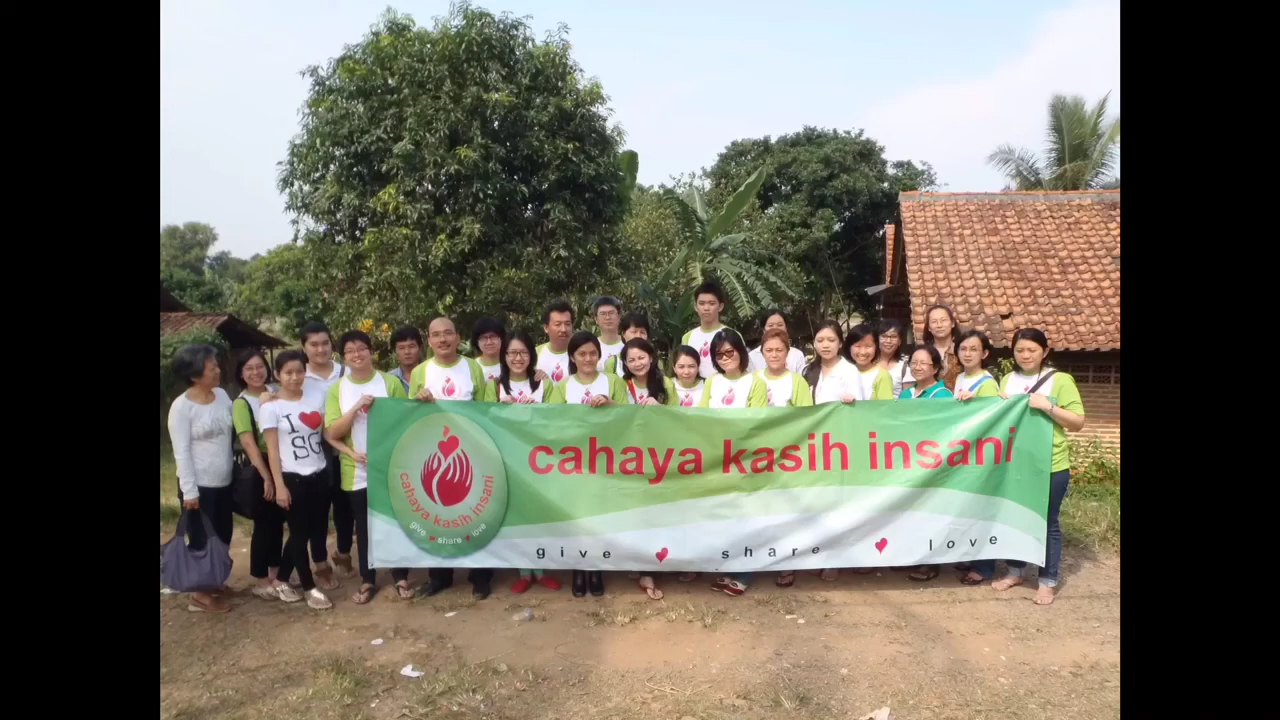 I ❤ SG
cahaya kasih insani
cahaya kasih insani
give ♥ share ♥ love
give ♥ share ♥ love